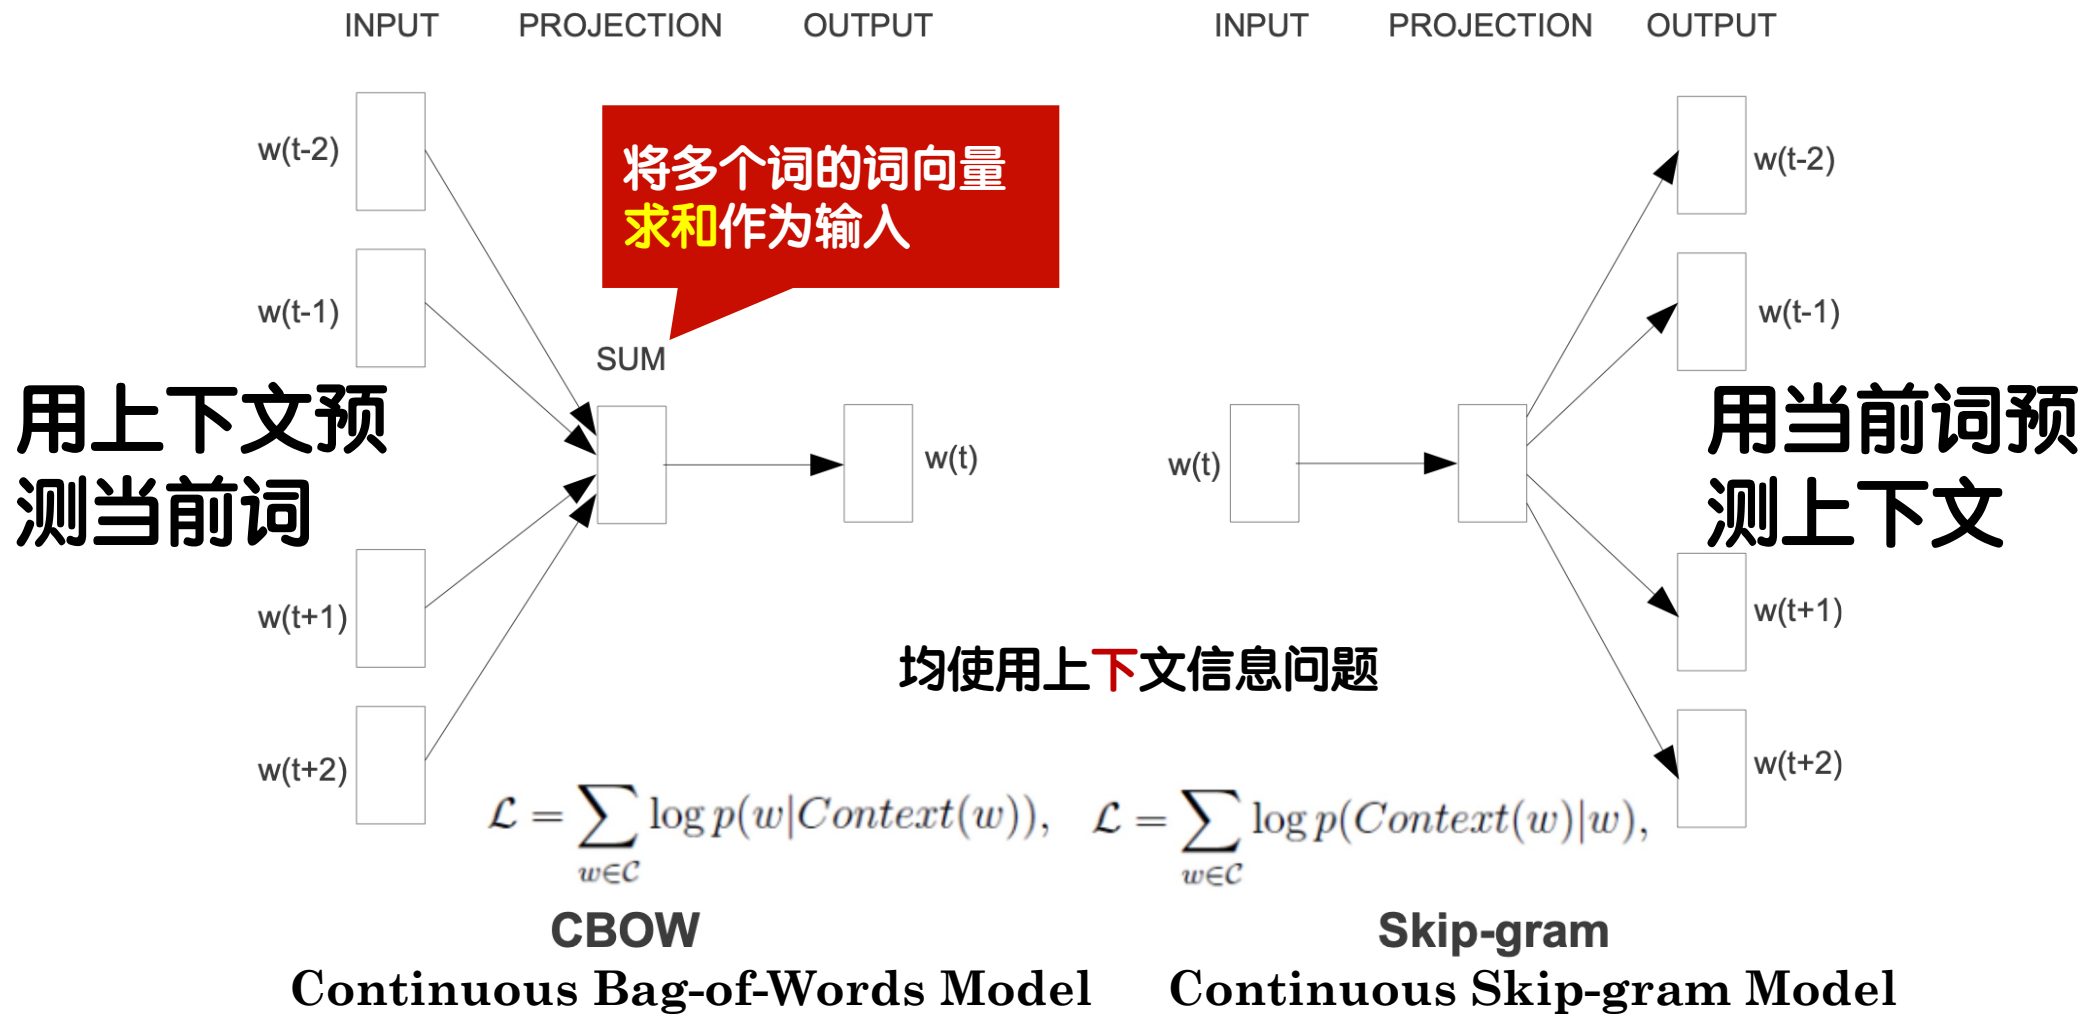 INPUT PROJECTION OUTPUT
w(t-2)
w(t-1)
将多个词的词向量
求和作为输入
SUM
用上下文预
测当前词
w(t)
w(t+1)
w(t+2)
INPUT PROJECTION OUTPUT
w(t-2)
w(t-1)
w(t)
用当前词预
测上下文
w(t+1)
w(t+2)
均使用上下文信息问题
ℒ = ∑_{w∈𝒞} log p(w|Context(w)),
ℒ = ∑_{w∈𝒞} log p(Context(w)|w),
CBOW
Continuous Bag-of-Words Model
Skip-gram
Continuous Skip-gram Model